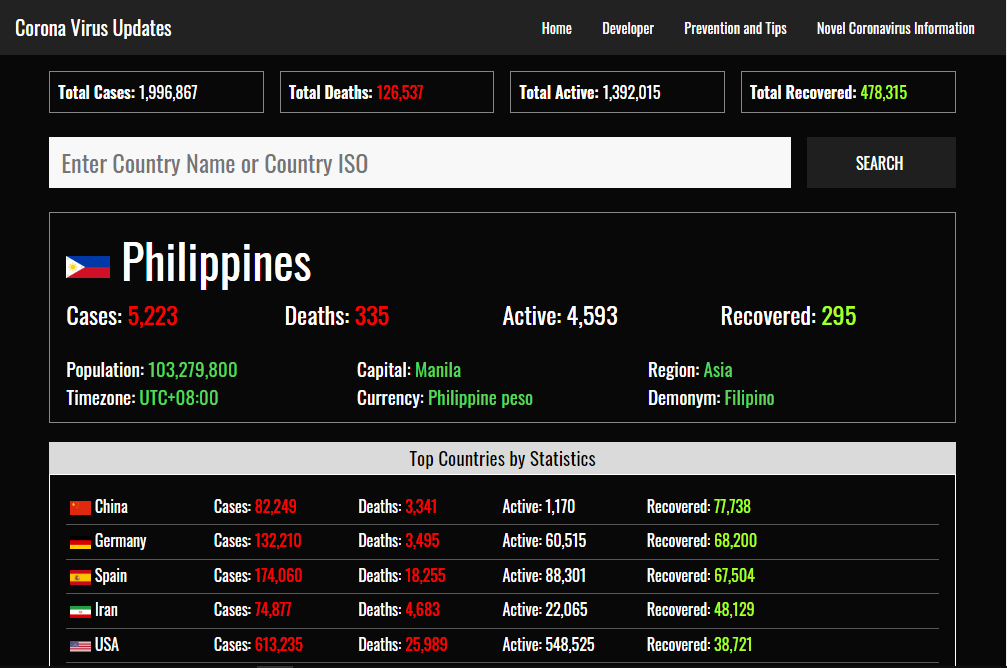 Corona Virus Updates Home Developer Prevention and Tips Novel Coronavirus Information
Total Cases: 1,996,867 Total Deaths: 126,537 Total Active: 1,392,015 Total Recovered: 478,315
Enter Country Name or Country ISO SEARCH
Philippines
Cases: 5,223 Deaths: 335 Active: 4,593 Recovered: 295
Population: 103,279,800 Capital: Manila Region: Asia
Timezone: UTC+08:00 Currency: Philippine peso Demonym: Filipino
Top Countries by Statistics
China Cases: 82,249 Deaths: 3,341 Active: 1,170 Recovered: 77,738
Germany Cases: 132,210 Deaths: 3,495 Active: 60,515 Recovered: 68,200
Spain Cases: 174,060 Deaths: 18,255 Active: 88,301 Recovered: 67,504
Iran Cases: 74,877 Deaths: 4,683 Active: 22,065 Recovered: 48,129
USA Cases: 613,235 Deaths: 25,989 Active: 548,525 Recovered: 38,721